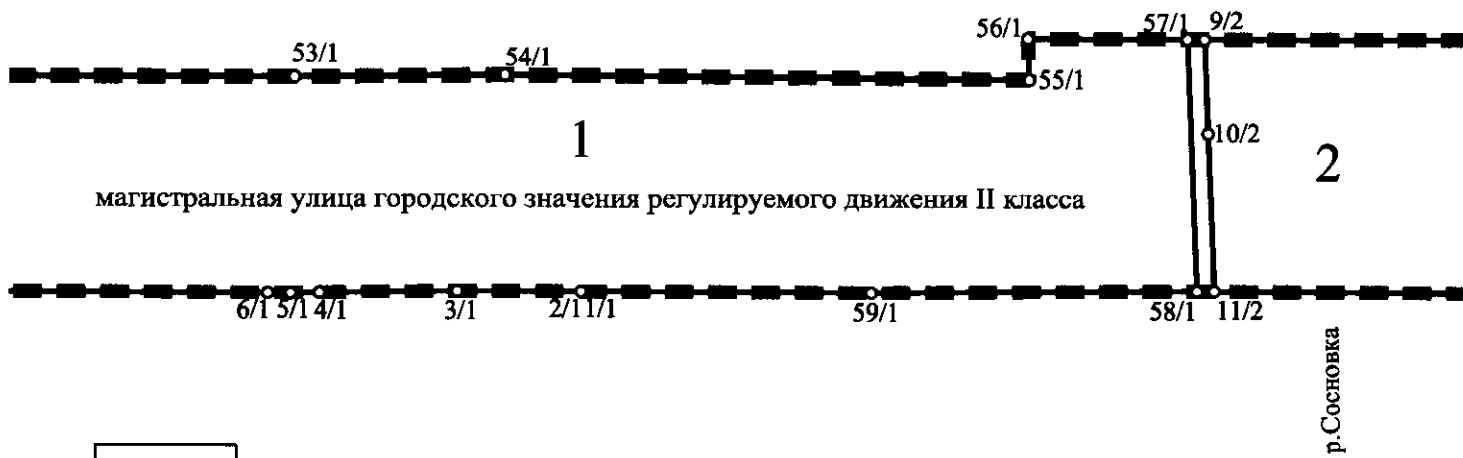 56/1 57/1 9/2
53/1 54/1
55/1
1
10/2
2
магистральная улица городского значения регулируемого движения II класса
6/1 5/1 4/1 3/1 2/1 1/1 59/1 58/1 11/2
р.Сосновка